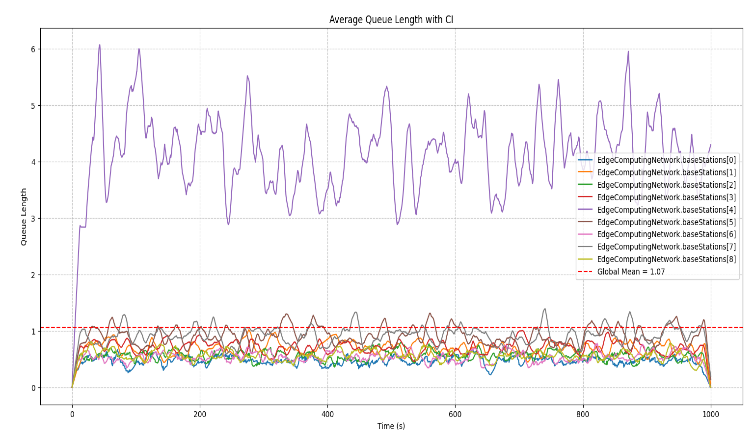 Average Queue Length with CI
6
5
4
3
2
1
0
Queue Length
EdgeComputingNetwork.baseStations[0]
EdgeComputingNetwork.baseStations[1]
EdgeComputingNetwork.baseStations[2]
EdgeComputingNetwork.baseStations[3]
EdgeComputingNetwork.baseStations[4]
EdgeComputingNetwork.baseStations[5]
EdgeComputingNetwork.baseStations[6]
EdgeComputingNetwork.baseStations[7]
EdgeComputingNetwork.baseStations[8]
Global Mean = 1.07
0 200 400 600 800 1000
Time (s)